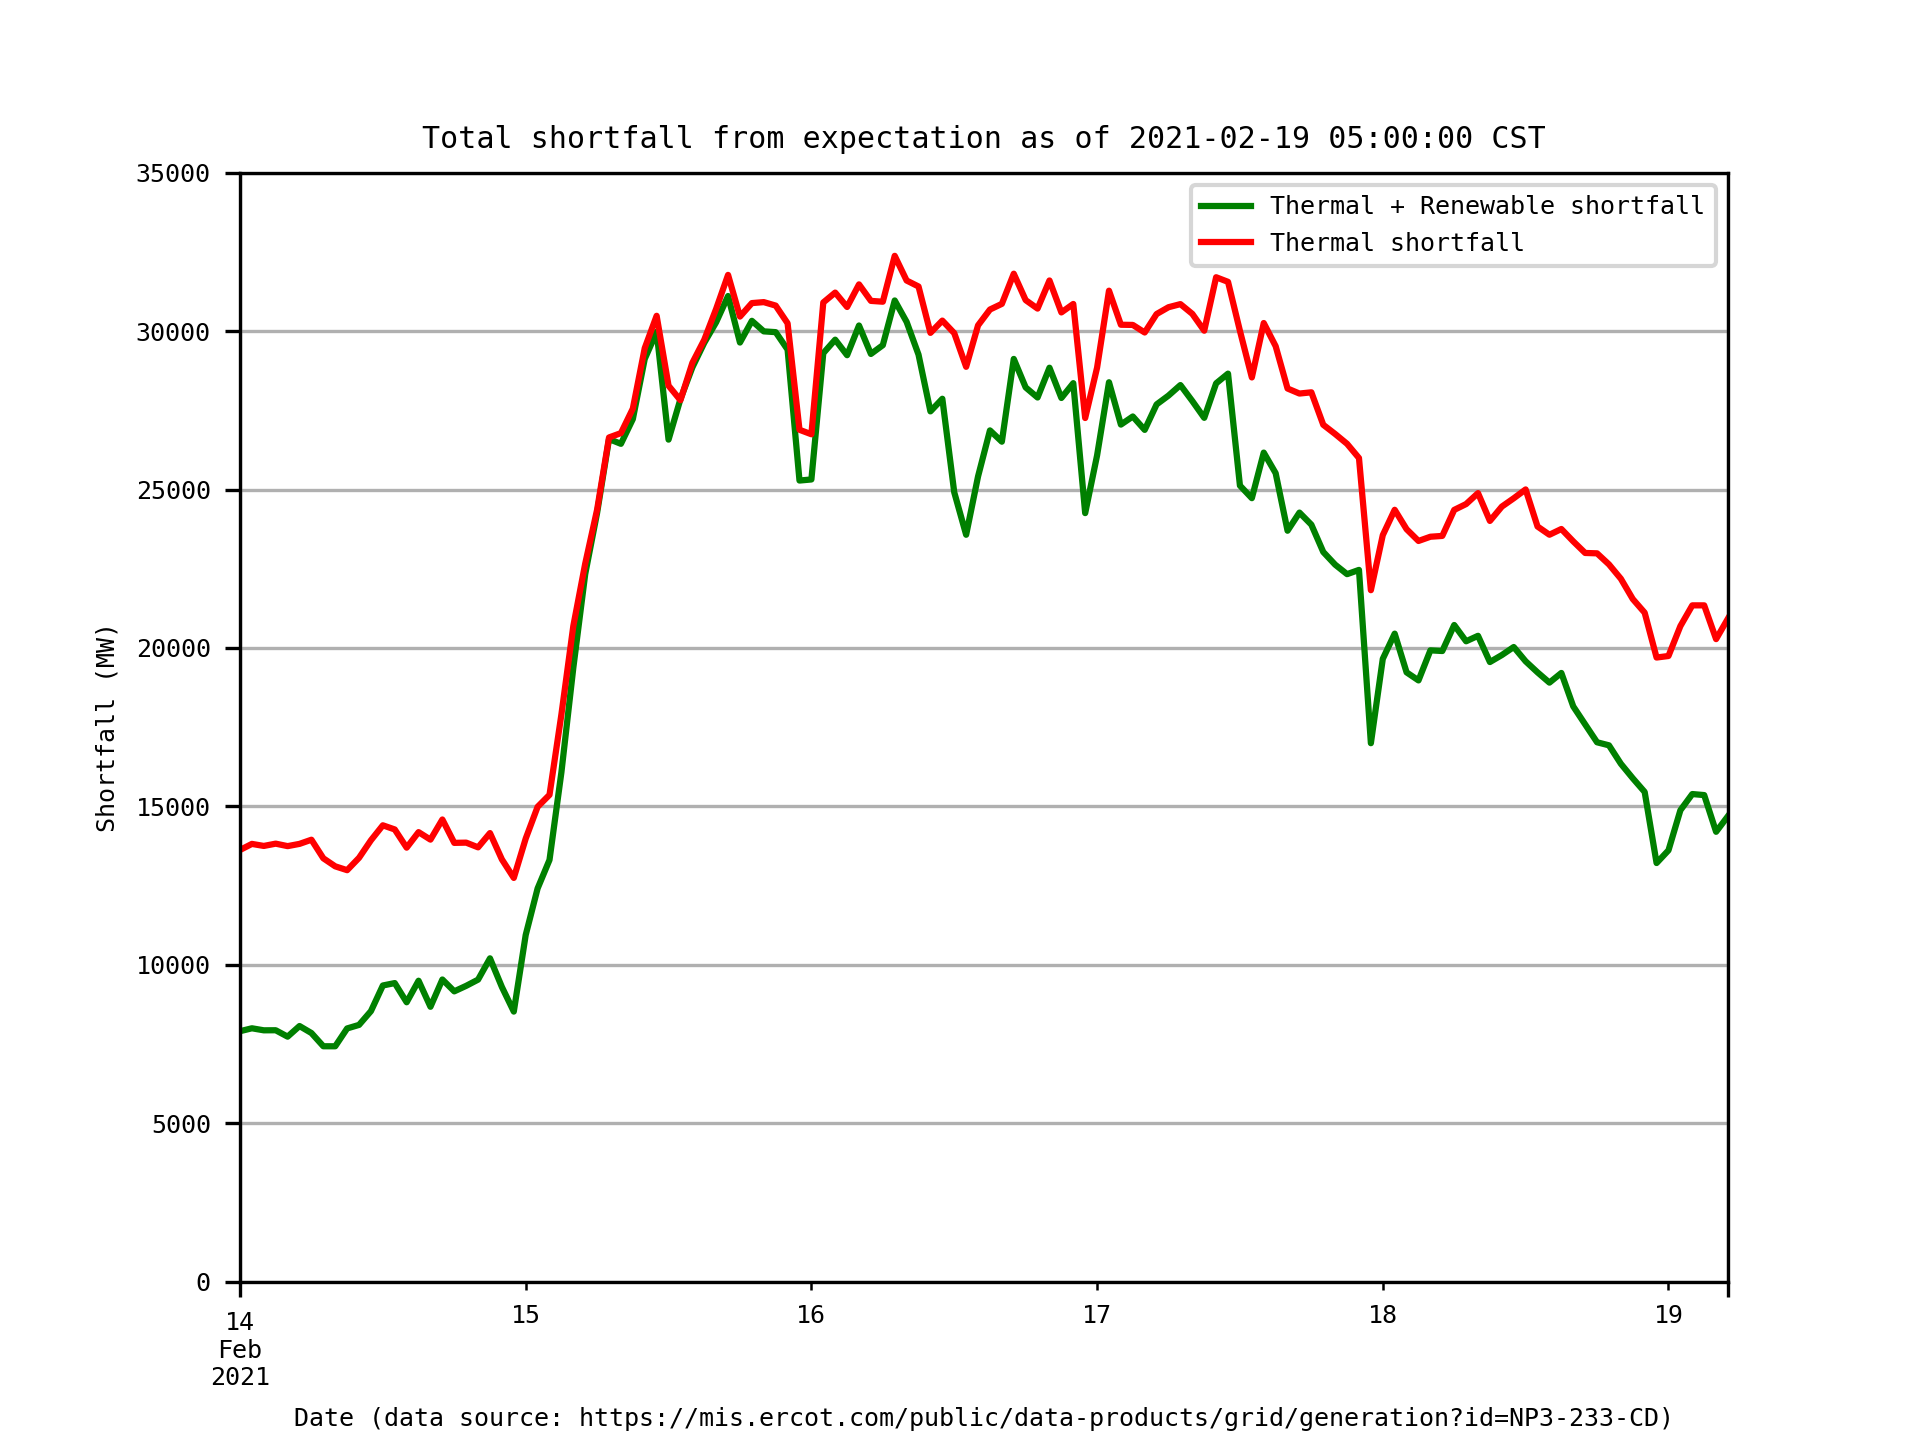 Total shortfall from expectation as of 2021-02-19 05:00:00 CST
Thermal + Renewable shortfall
Thermal shortfall
35000
30000
25000
20000
15000
10000
5000
0
Shortfall (MW)
14
Feb
2021
15
16
17
18
19
Date (data source: https://mis.ercot.com/public/data-products/grid/generation?id=NP3-233-CD)